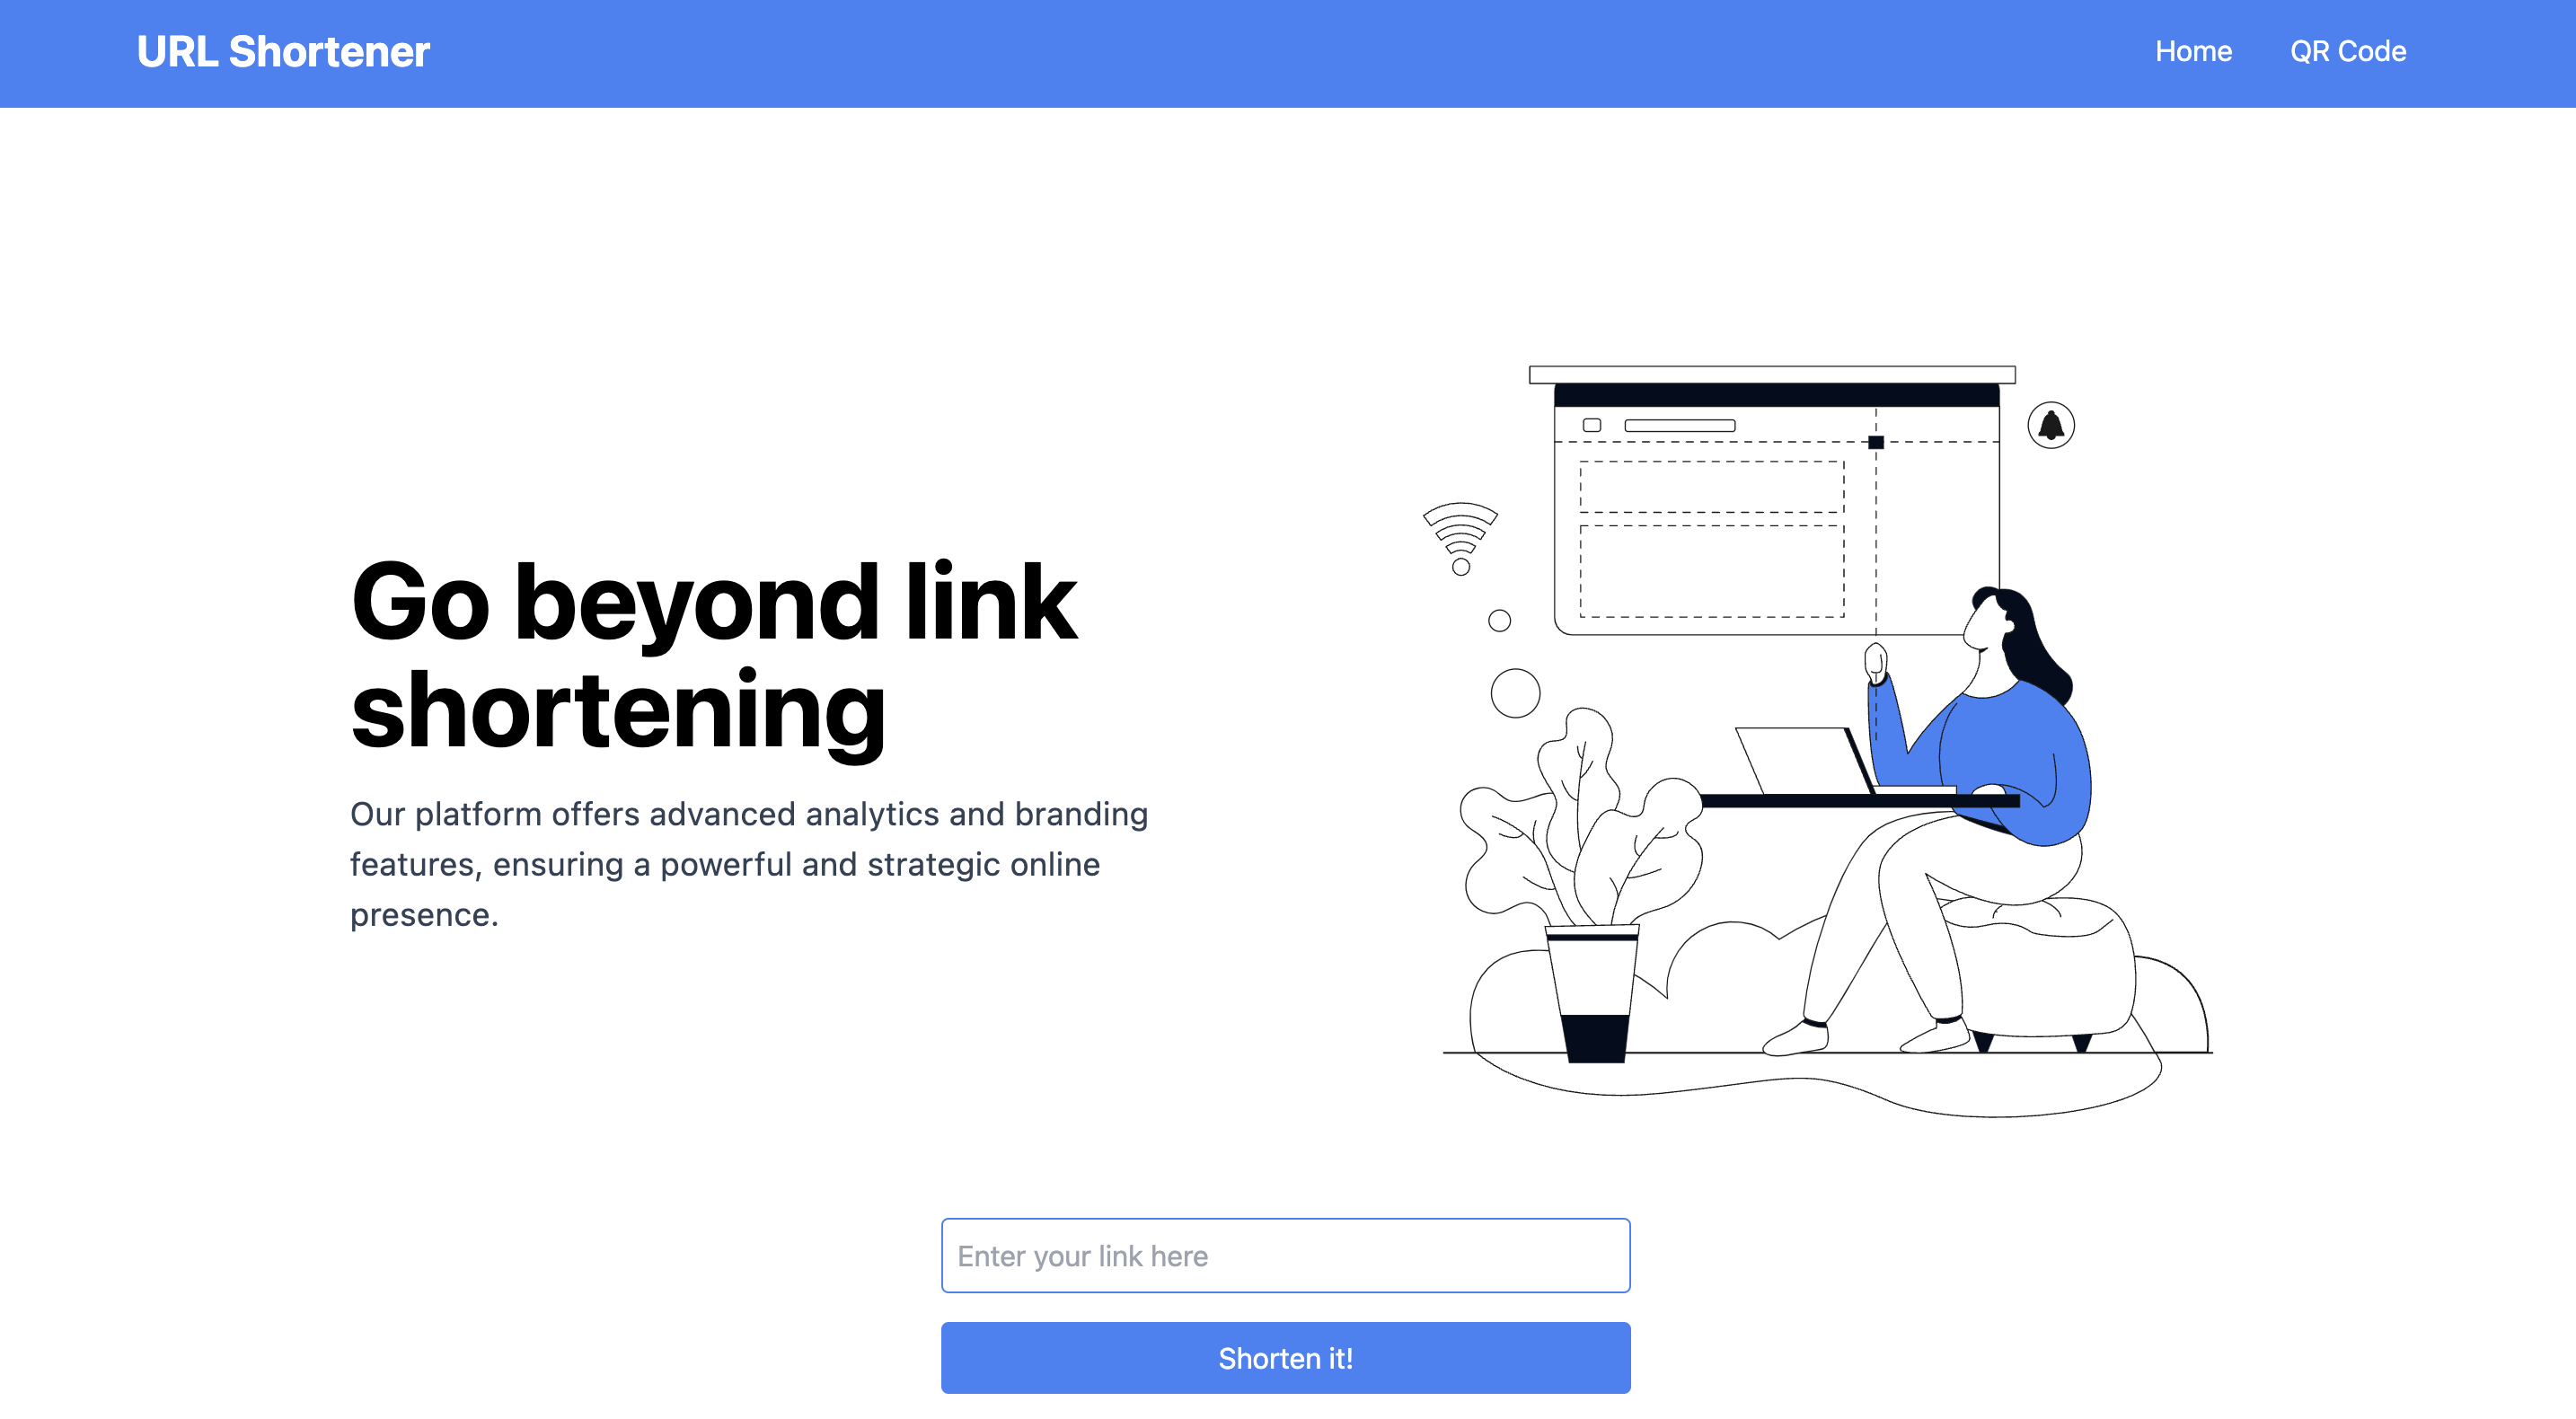 URL Shortener
Home
QR Code
Go beyond link
shortening
Our platform offers advanced analytics and branding
features, ensuring a powerful and strategic online
presence.
Enter your link here
Shorten it!